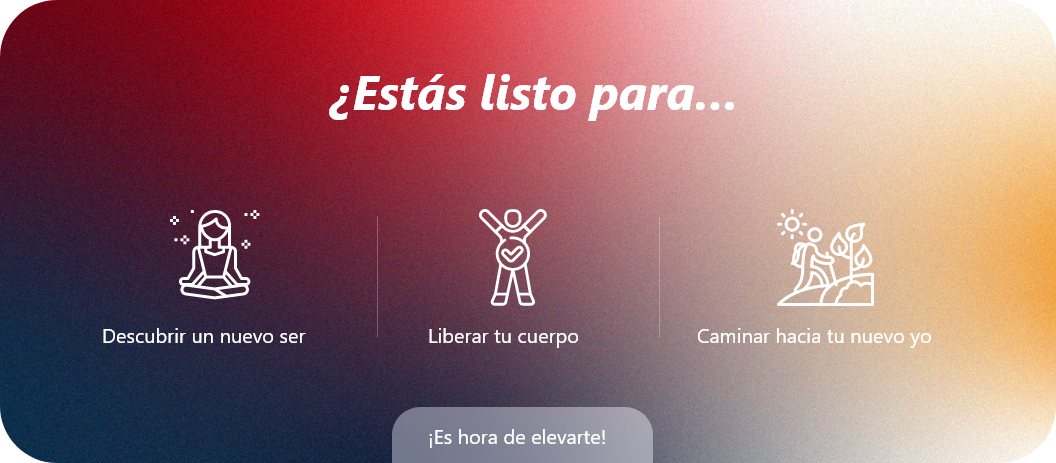 ¿Estás listo para...
Descubrir un nuevo ser
Liberar tu cuerpo
Caminar hacia tu nuevo yo
¡Es hora de elevarte!